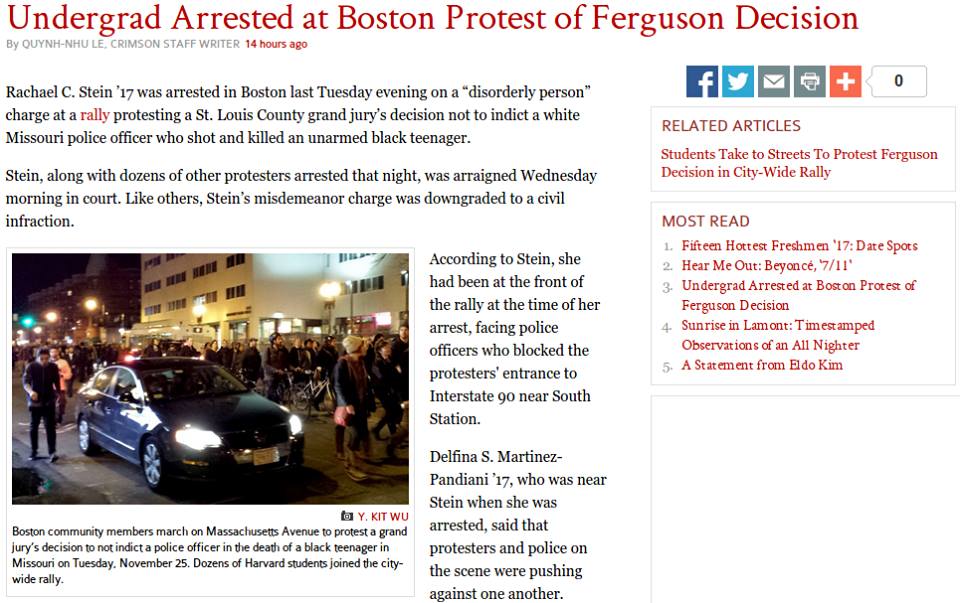 Undergrad Arrested at Boston Protest of Ferguson Decision
By QUYNH-NHU LE, CRIMSON STAFF WRITER 14 hours ago
Rachael C. Stein ’17 was arrested in Boston last Tuesday evening on a “disorderly person”
charge at a rally protesting a St. Louis County grand jury’s decision not to indict a white
Missouri police officer who shot and killed an unarmed black teenager.
Stein, along with dozens of other protesters arrested that night, was arraigned Wednesday
morning in court. Like others, Stein’s misdemeanor charge was downgraded to a civil
infraction.
Y. KIT WU
Boston community members march on Massachusetts Avenue to protest a grand
jury’s decision to not indict a police officer in the death of a black teenager in
Missouri on Tuesday, November 25. Dozens of Harvard students joined the city-
wide rally.
According to Stein, she
had been at the front of
the rally at the time of her
arrest, facing police
officers who blocked the
protesters’ entrance to
Interstate 90 near South
Station.
Delfina S. Martinez-
Pandiani ’17, who was near
Stein when she was
arrested, said that
protesters and police on
the scene were pushing
against one another.
0
RELATED ARTICLES
Students Take to Streets To Protest Ferguson
Decision in City-Wide Rally
MOST READ
1. Fifteen Hottest Freshmen '17: Date Spots
2. Hear Me Out: Beyoncé, '7/11'
3. Undergrad Arrested at Boston Protest of
Ferguson Decision
4. Sunrise in Lamont: Timestamped
Observations of an All Nighter
5. A Statement from Eldo Kim